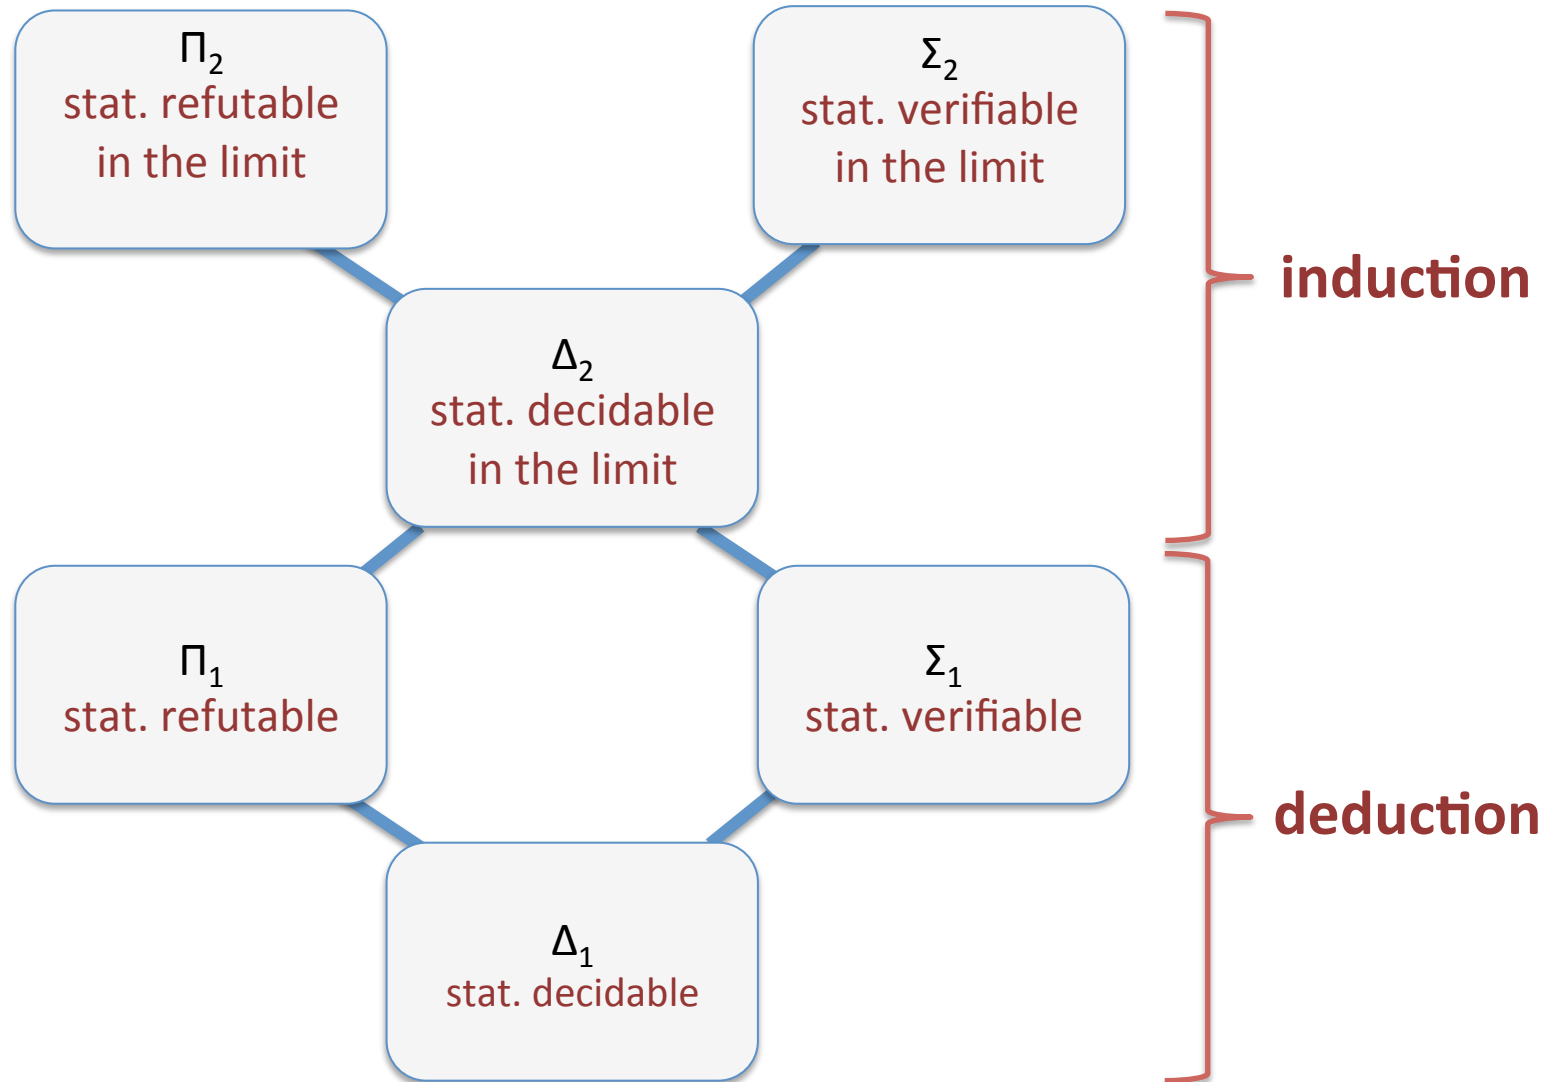 Π₂
stat. refutable
in the limit
Σ₂
stat. verifiable
in the limit
induction
Δ₂
stat. decidable
in the limit
Π₁
stat. refutable
Σ₁
stat. verifiable
deduction
Δ₁
stat. decidable